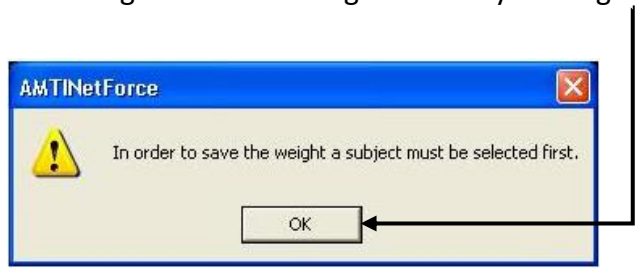 AMTINetForce
In order to save the weight a subject must be selected first.
OK